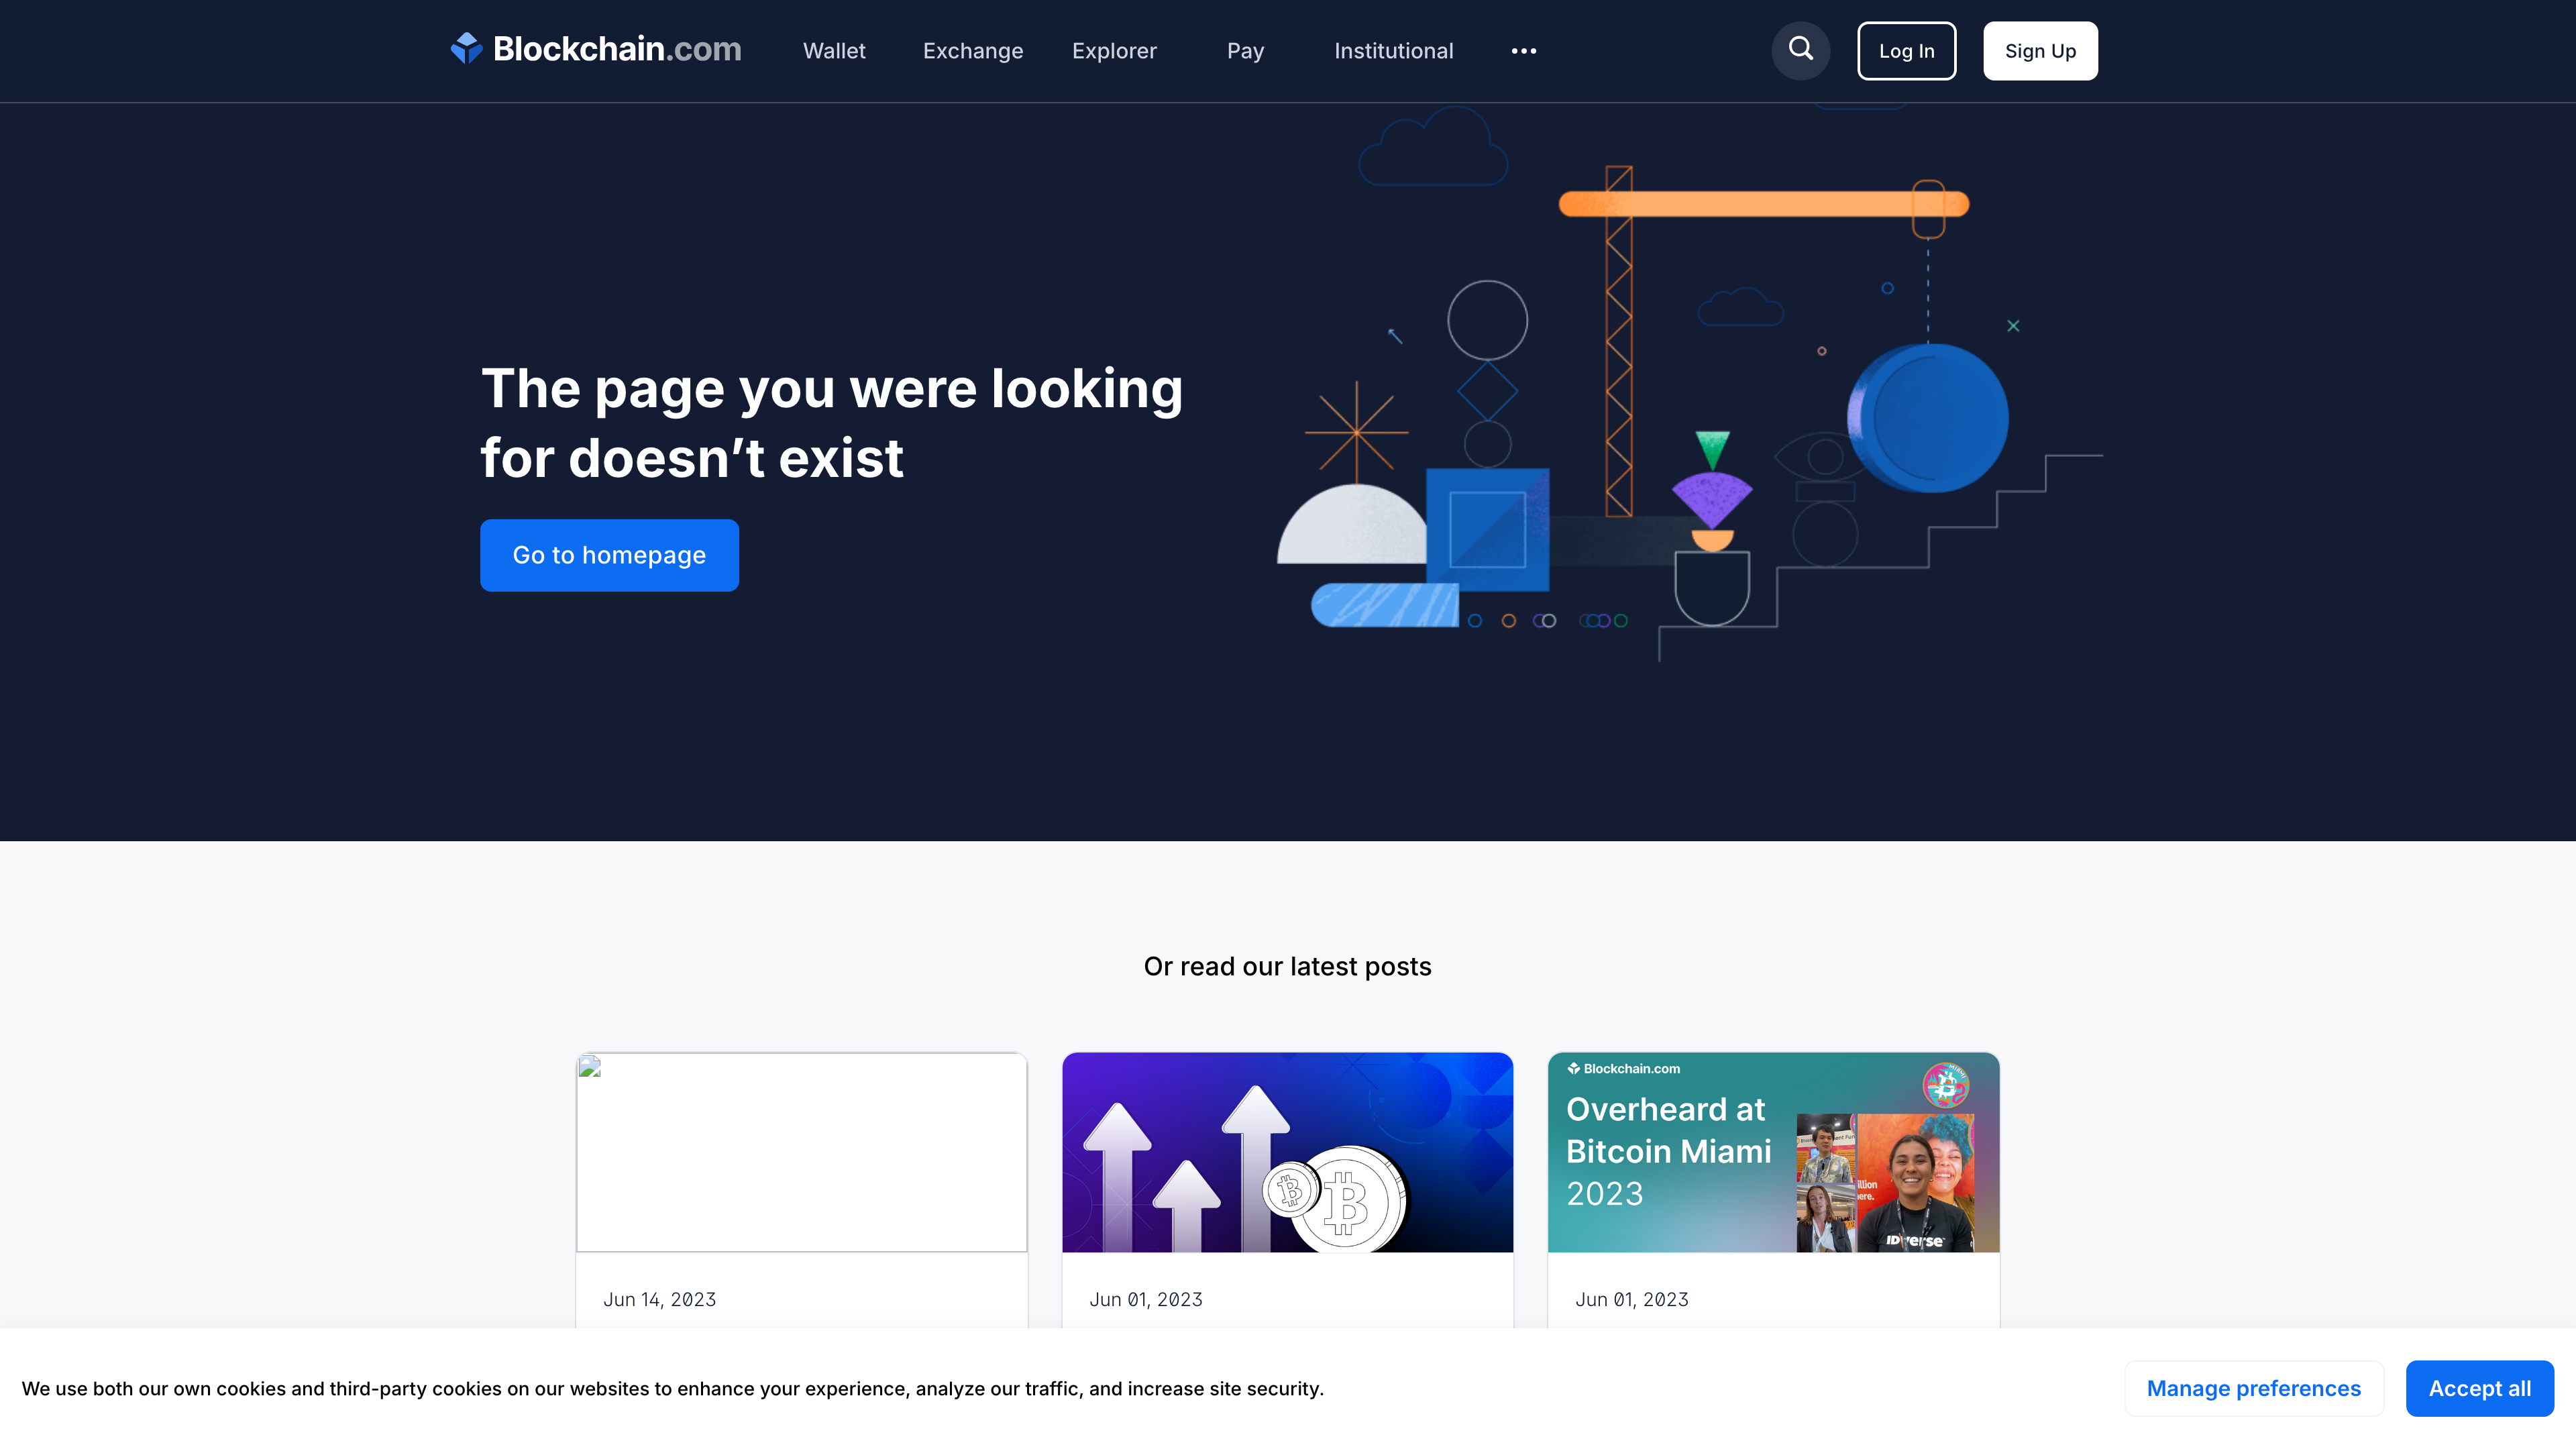 Blockchain.com
Wallet
Exchange
Explorer
Pay
Institutional
Log In
Sign Up
The page you were looking
for doesn’t exist
Go to homepage
Or read our latest posts
Blockchain.com
Overheard at
Bitcoin Miami
2023
Jun 14, 2023
Jun 01, 2023
Jun 01, 2023
We use both our own cookies and third-party cookies on our websites to enhance your experience, analyze our traffic, and increase site security.
Manage preferences
Accept all